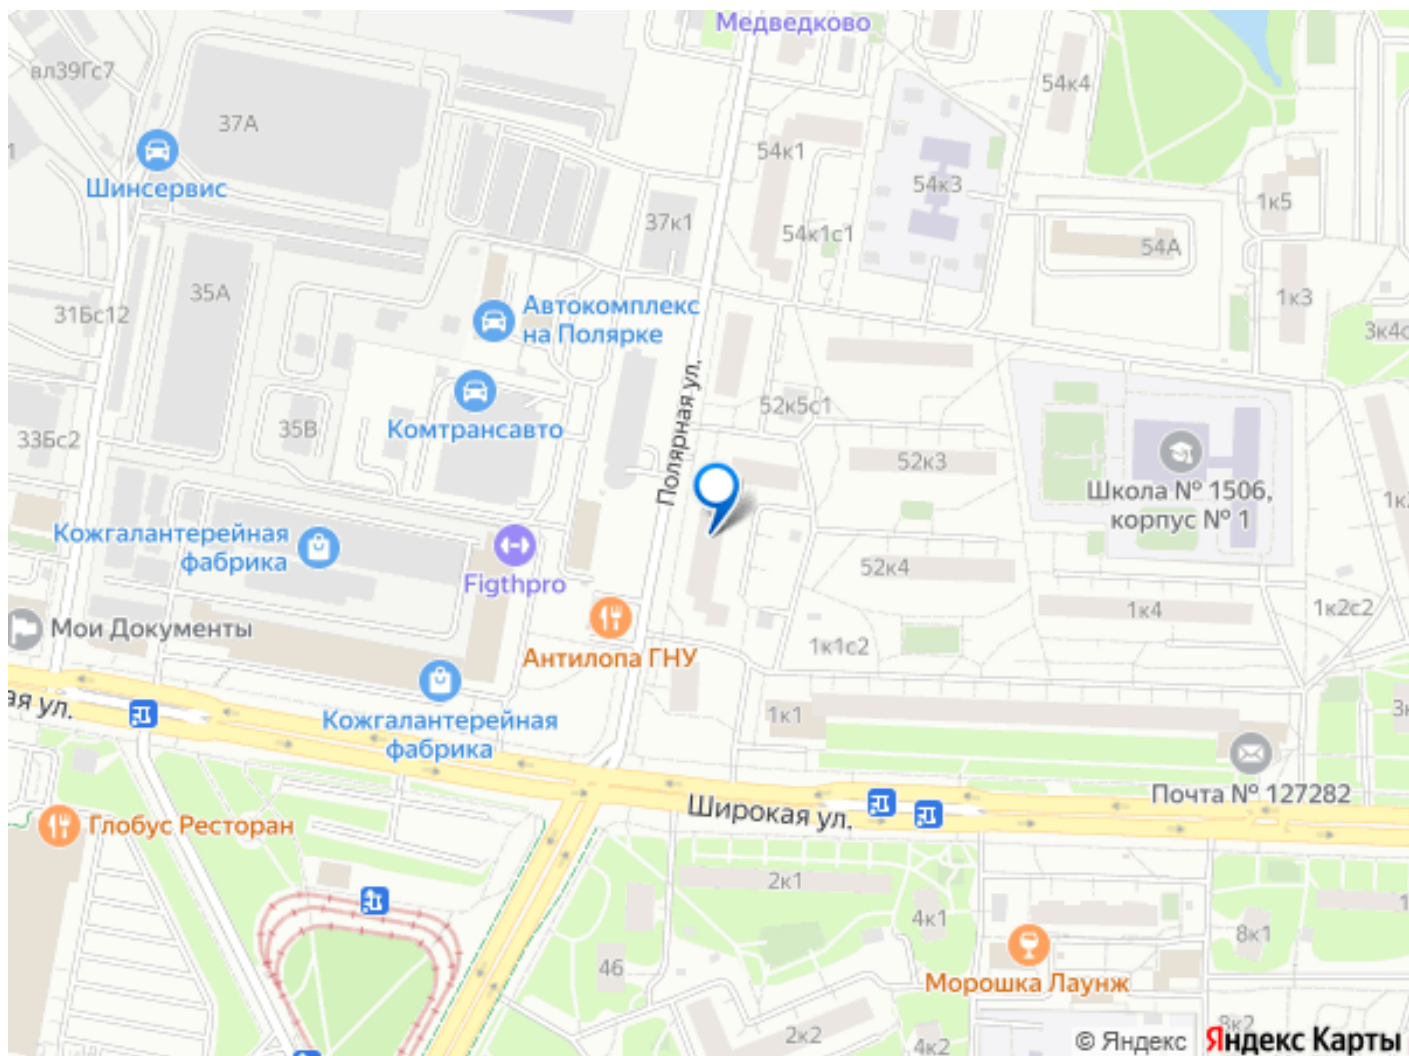 Медведково
вл39Гс7
54к4
37А
54к1
Шинсервис
54к3
1к5
37к1
54к1с1
54А
35А
1к3
31Бс12
Автокомплекс
на Полярке
3к4с
Полярная ул.
52к5с1
Комтрансавто
35В
33Бс2
52к3
Школа № 1506,
корпус № 1
Кожгалантерейная
фабрика
Figthpro
52к4
1к4
1к2с2
Мои Документы
Антилопа ГНУ
1к1с2
ая ул.
Кожгалантерейная
фабрика
1к1
Почта № 127282
Широкая ул.
Глобус Ресторан
2к1
4к1
8к1
46
Морошка Лаунж
2к2
4к2
8к2
© Яндекс
Яндекс Карты